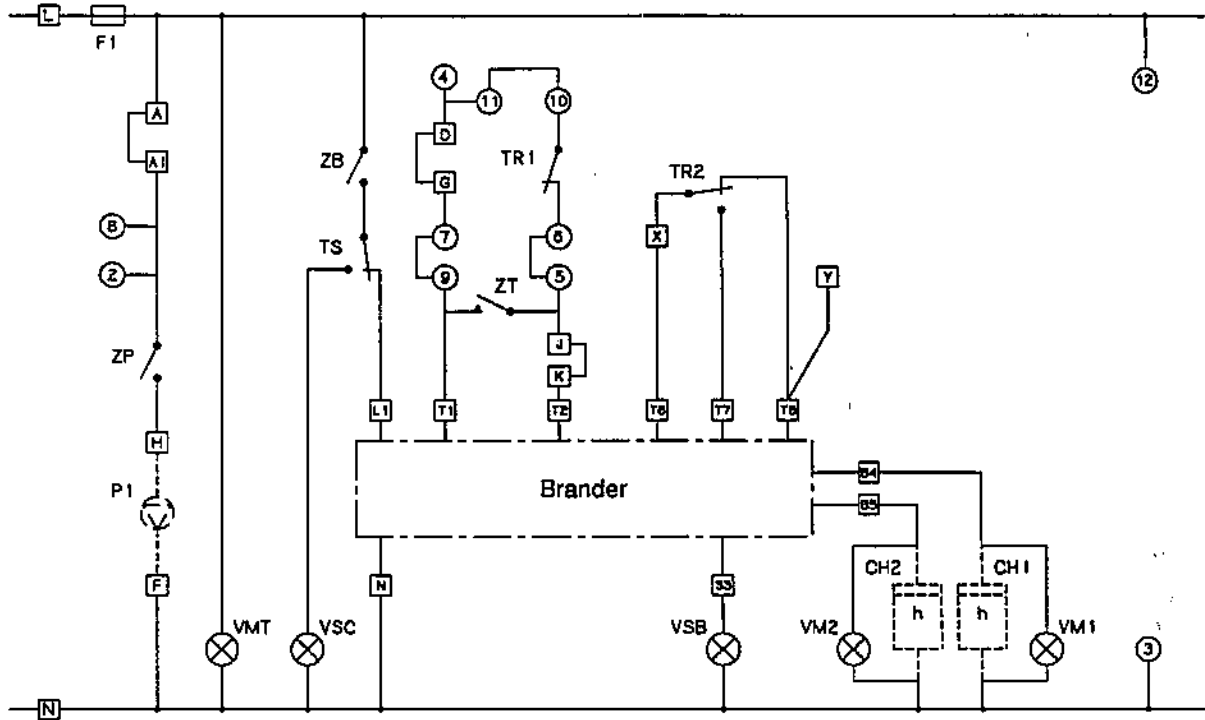 L
F1
12
4
11
10
A
D
A1
ZB
TR1
G
TR2
8
7
6
X
TS
2
9
5
ZT
Y
J
ZP
K
L1
T1
T2
T6
T7
T8
H
B4
Brander
P1
B5
CH2
CH1
F
N
S3
h
h
VMT
VSC
VSB
VM2
VM1
3
N